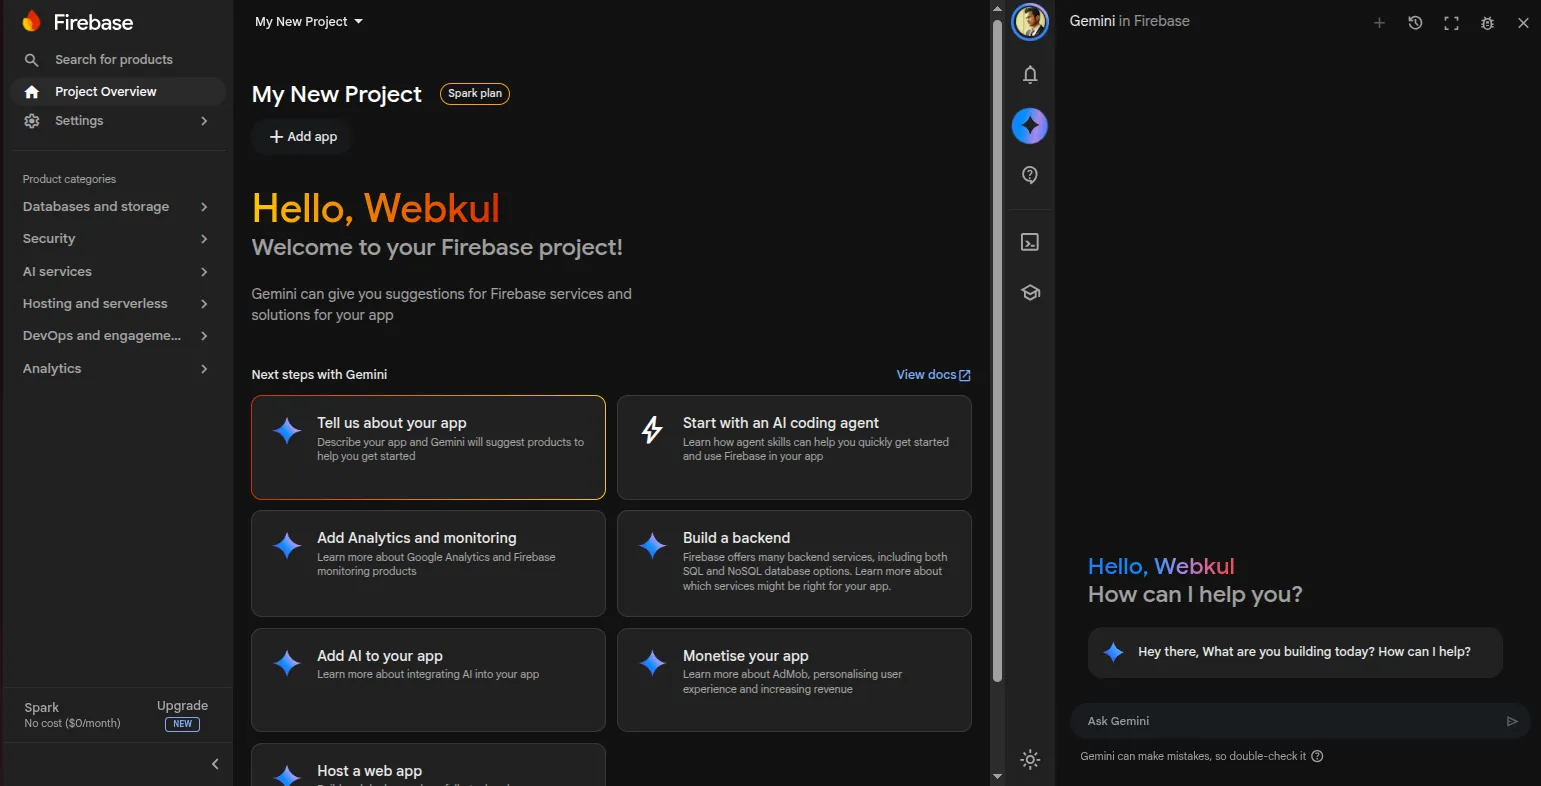 Firebase
Search for products
Project Overview
Settings
Product categories
Databases and storage
Security
AI services
Hosting and serverless
DevOps and engageme...
Analytics
Spark
No cost ($0/month)
Upgrade
NEW
My New Project
My New Project
Spark plan
+ Add app
Hello, Webkul
Welcome to your Firebase project!
Gemini can give you suggestions for Firebase services and
solutions for your app
Next steps with Gemini
View docs
Tell us about your app
Describe your app and Gemini will suggest products to
help you get started
Start with an AI coding agent
Learn how agent skills can help you quickly get started
and use Firebase in your app
Add Analytics and monitoring
Learn more about Google Analytics and Firebase
monitoring products
Build a backend
Firebase offers many backend services, including both
SQL and NoSQL database options. Learn more about
which services might be right for your app.
Add AI to your app
Learn more about integrating AI into your app
Monetise your app
Learn more about AdMob, personalising user
experience and increasing revenue
Host a web app
Gemini in Firebase
Hello, Webkul
How can I help you?
Hey there, What are you building today? How can I help?
Ask Gemini
Gemini can make mistakes, so double-check it